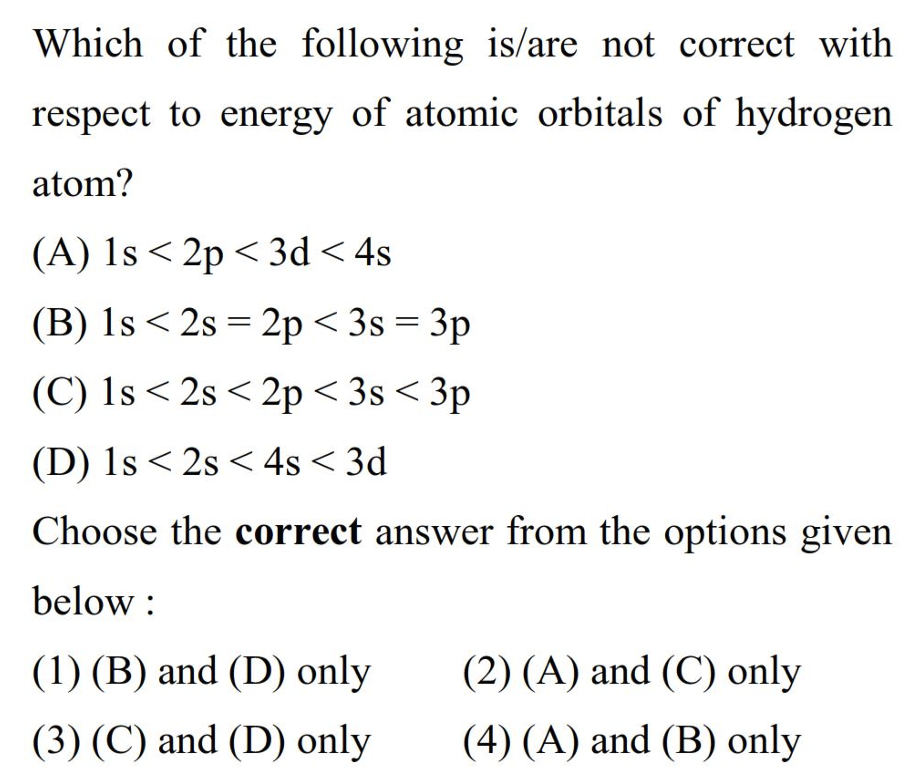 Which of the following is/are not correct with
respect to energy of atomic orbitals of hydrogen
atom?
(A) 1s < 2p < 3d < 4s
(B) 1s < 2s = 2p < 3s = 3p
(C) 1s < 2s < 2p < 3s < 3p
(D) 1s < 2s < 4s < 3d
Choose the correct answer from the options given
below :
(1) (B) and (D) only (2) (A) and (C) only
(3) (C) and (D) only (4) (A) and (B) only